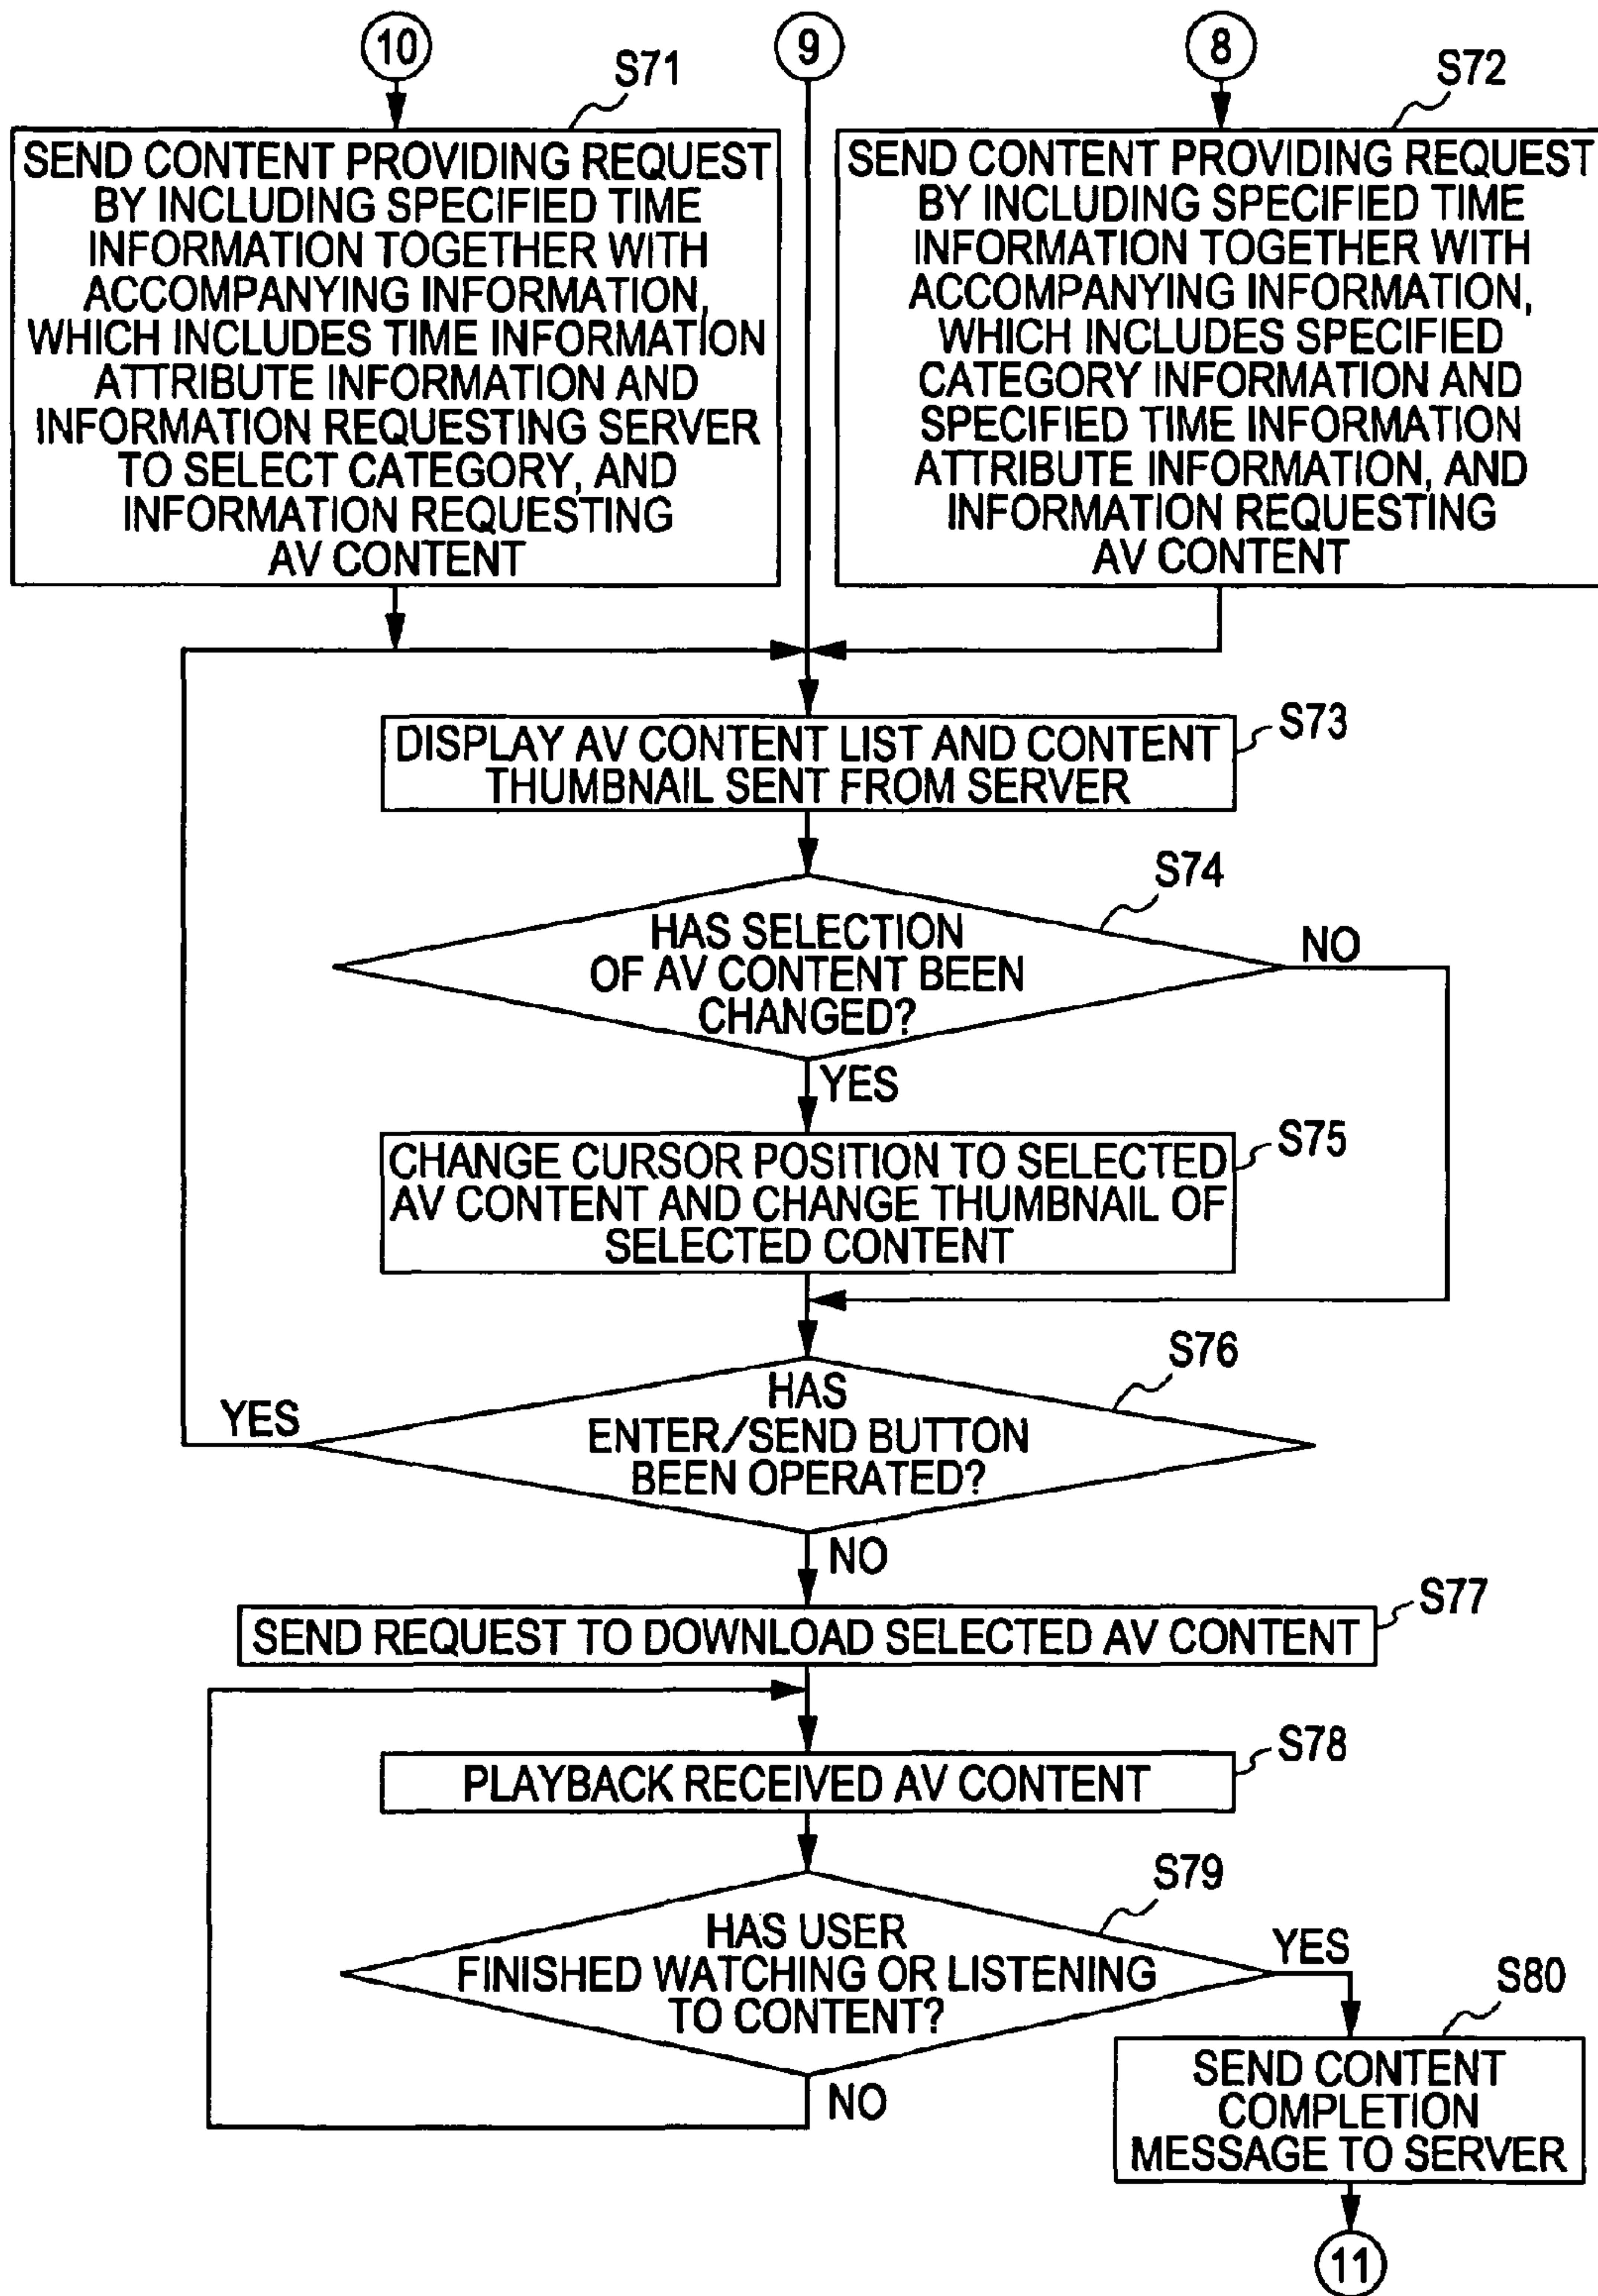 10
S71
SEND CONTENT PROVIDING REQUEST
BY INCLUDING SPECIFIED TIME
INFORMATION TOGETHER WITH
ACCOMPANYING INFORMATION,
WHICH INCLUDES TIME INFORMATION
ATTRIBUTE INFORMATION AND
INFORMATION REQUESTING SERVER
TO SELECT CATEGORY, AND
INFORMATION REQUESTING
AV CONTENT
9
8
S72
SEND CONTENT PROVIDING REQUEST
BY INCLUDING SPECIFIED TIME
INFORMATION TOGETHER WITH
ACCOMPANYING INFORMATION,
WHICH INCLUDES SPECIFIED
CATEGORY INFORMATION AND
SPECIFIED TIME INFORMATION
ATTRIBUTE INFORMATION, AND
INFORMATION REQUESTING
AV CONTENT
S73
DISPLAY AV CONTENT LIST AND CONTENT
THUMBNAIL SENT FROM SERVER
S74
HAS SELECTION
OF AV CONTENT BEEN
CHANGED?
NO
YES
S75
CHANGE CURSOR POSITION TO SELECTED
AV CONTENT AND CHANGE THUMBNAIL OF
SELECTED CONTENT
S76
HAS
ENTER/SEND BUTTON
BEEN OPERATED?
YES
NO
S77
SEND REQUEST TO DOWNLOAD SELECTED AV CONTENT
S78
PLAYBACK RECEIVED AV CONTENT
S79
HAS USER
FINISHED WATCHING OR LISTENING
TO CONTENT?
YES
NO
S80
SEND CONTENT
COMPLETION
MESSAGE TO SERVER
11